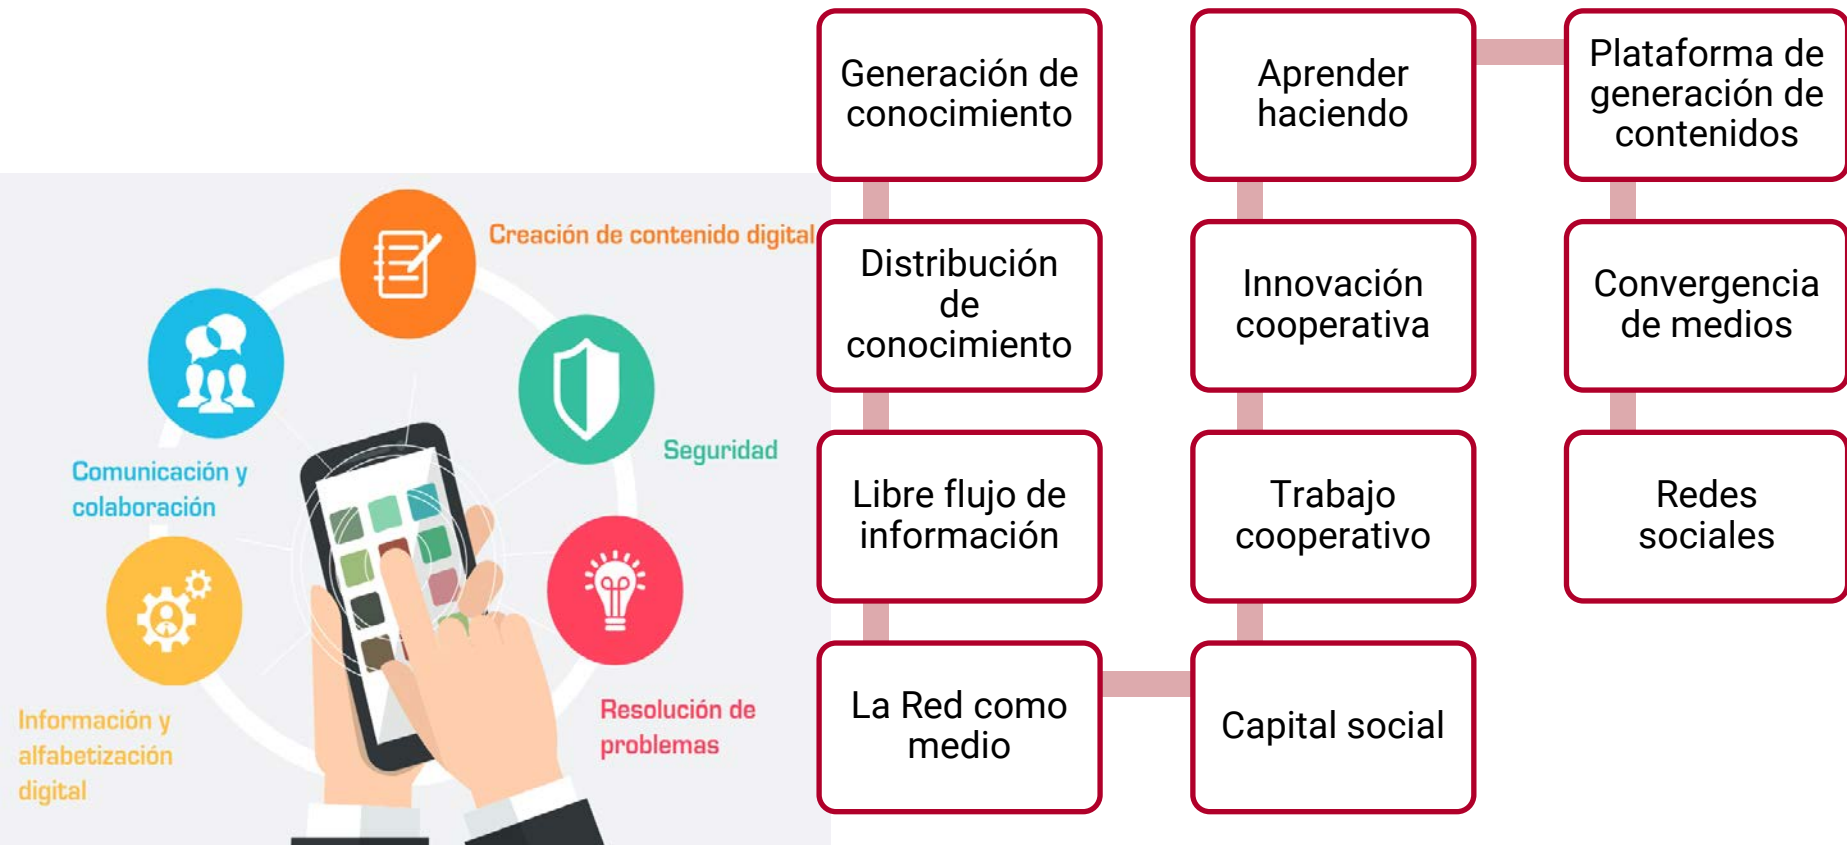 Creación de contenido digital
Seguridad
Comunicación y
colaboración
Información y
alfabetización
digital
Resolución de
problemas
Generación de
conocimiento
Distribución
de
conocimiento
Libre flujo de
información
La Red como
medio
Capital social
Trabajo
cooperativo
Innovación
cooperativa
Aprender
haciendo
Plataforma de
generación de
contenidos
Convergencia
de medios
Redes
sociales